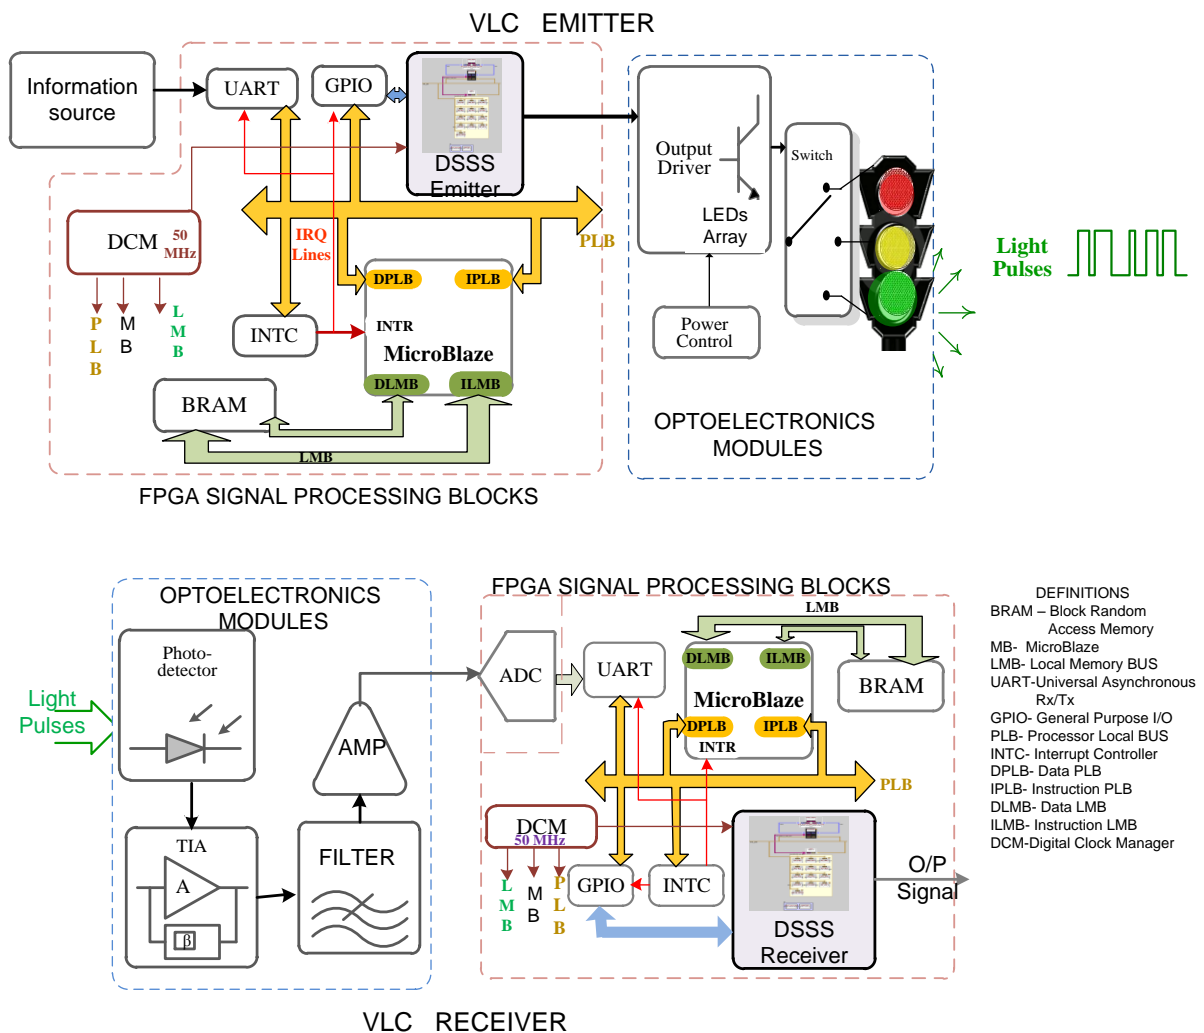 VLC EMITTER
Information
source
UART
GPIO
DSSS
Emitter
DCM
50
MHz
PLB
MB
LMB
IRQ
Lines
PLB
DPLB
IPLB
INTC
INTR
MicroBlaze
DLMB
ILMB
BRAM
LMB
FPGA SIGNAL PROCESSING BLOCKS
Output
Driver
LEDs
Array
Switch
Power
Control
OPTOELECTRONICS
MODULES
Light
Pulses
OPTOELECTRONICS
MODULES
Photo-
detector
Light
Pulses
TIA
A
β
FILTER
AMP
FPGA SIGNAL PROCESSING BLOCKS
ADC
UART
LMB
DLMB
ILMB
MicroBlaze
DPLB
IPLB
INTR
BRAM
PLB
DCM
50 MHz
LMB
MB
PLB
GPIO
INTC
DSSS
Receiver
O/P
Signal
DEFINITIONS
BRAM – Block Random
Access Memory
MB- MicroBlaze
LMB- Local Memory BUS
UART-Universal Asynchronous
Rx/Tx
GPIO- General Purpose I/O
PLB- Processor Local BUS
INTC- Interrupt Controller
DPLB- Data PLB
IPLB- Instruction PLB
DLMB- Data LMB
ILMB- Instruction LMB
DCM-Digital Clock Manager
VLC RECEIVER